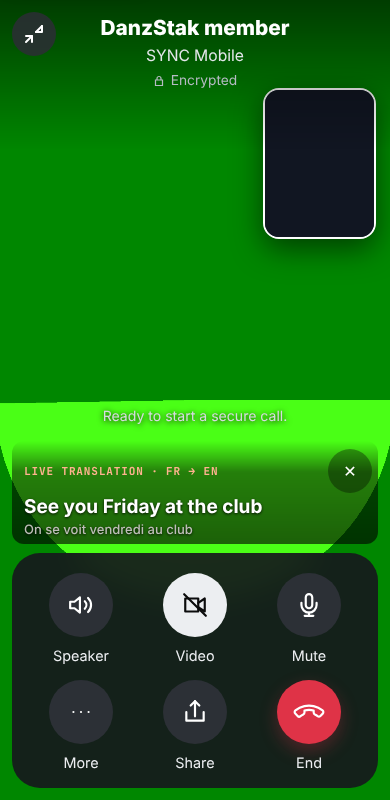 DanzStak member
SYNC Mobile
Encrypted
Ready to start a secure call.
LIVE TRANSLATION · FR → EN
See you Friday at the club
On se voit vendredi au club
Speaker
Video
Mute
More
Share
End